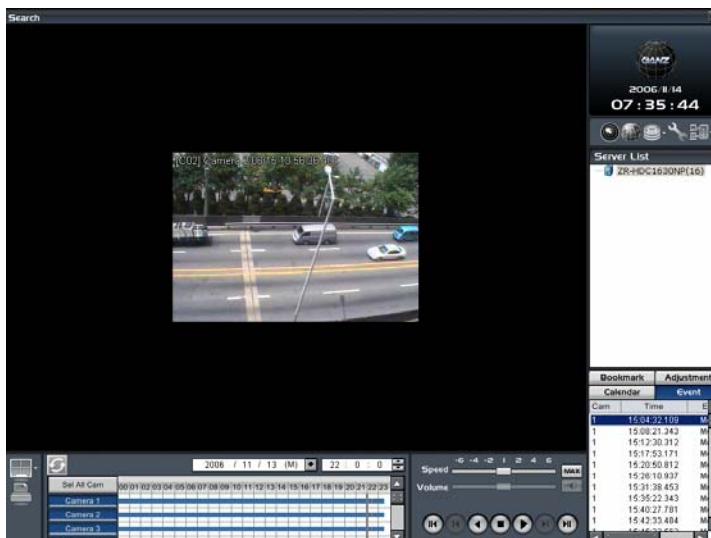 Search
GANZ
2006/11/14
07:35:44
Server List
ZR-HDC1630NP(16)
[C02] Camera 2
Bookmark Adjustment
Calendar Event
Cam Time E
1 15:04:32.109 M
1 15:08:21.343 M
1 15:12:30.312 M
1 15:17:53.171 M
1 15:20:50.812 M
1 15:26:10.937 M
1 15:31:38.453 M
1 15:35:22.343 M
1 15:40:27.781 M
1 15:42:33.484 M
2006 / 11 / 13 (M) 22 : 0 : 0
Sel All Cam 00 01 02 03 04 05 06 07 08 09 10 11 12 13 14 15 16 17 18 19 20 21 22 23
Camera 1
Camera 2
Camera 3
-6 -4 -2 1 2 4 6
Speed MAX
Volume